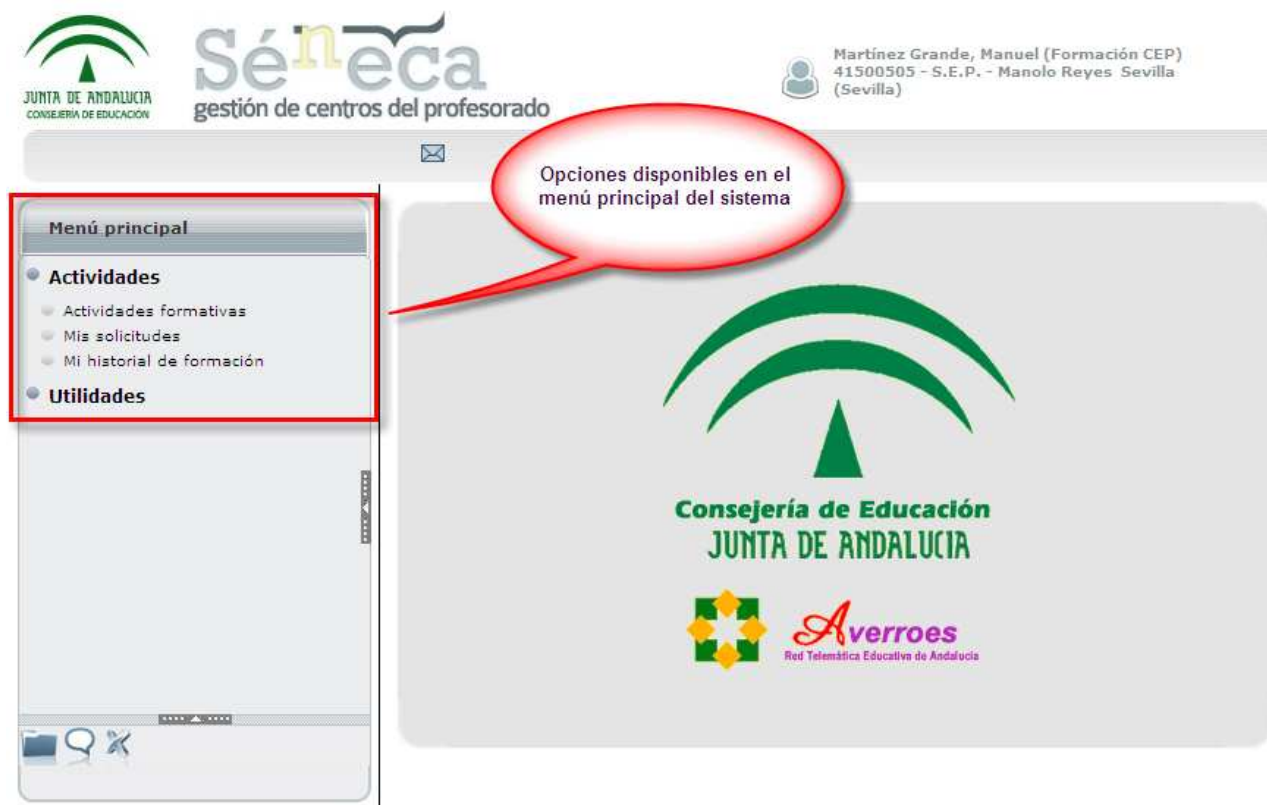 JUNTA DE ANDALUCIA
CONSEJERÍA DE EDUCACIÓN
Séneca
gestión de centros del profesorado
Martínez Grande, Manuel (Formación CEP)
41500505 - S.E.P. - Manolo Reyes Sevilla
(Sevilla)
Opciones disponibles en el
menú principal del sistema
Menú principal
Actividades
Actividades formativas
Mis solicitudes
Mi historial de formación
Utilidades
Consejería de Educación
JUNTA DE ANDALUCIA
Averroes
Red Telemática Educativa de Andalucía